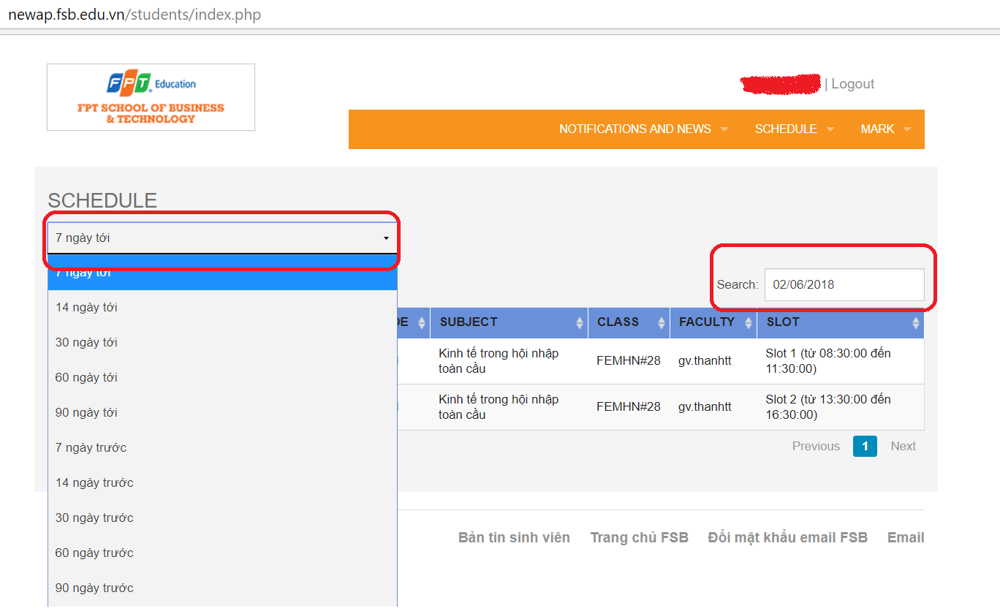 newap.fsb.edu.vn/students/index.php
FPT Education
FPT SCHOOL OF BUSINESS
& TECHNOLOGY
| Logout
NOTIFICATIONS AND NEWS SCHEDULE MARK
SCHEDULE
7 ngày tới
7 ngày tới
14 ngày tới
30 ngày tới
60 ngày tới
90 ngày tới
7 ngày trước
14 ngày trước
30 ngày trước
60 ngày trước
90 ngày trước
Search: 02/06/2018
DE SUBJECT CLASS FACULTY SLOT
Kinh tế trong hội nhập
toàn cầu
FEMHN#28 gv.thanhtt
Slot 1 (từ 08:30:00 đến
11:30:00)
Kinh tế trong hội nhập
toàn cầu
FEMHN#28 gv.thanhtt
Slot 2 (từ 13:30:00 đến
16:30:00)
Previous 1 Next
Bản tin sinh viên Trang chủ FSB Đổi mật khẩu email FSB Email